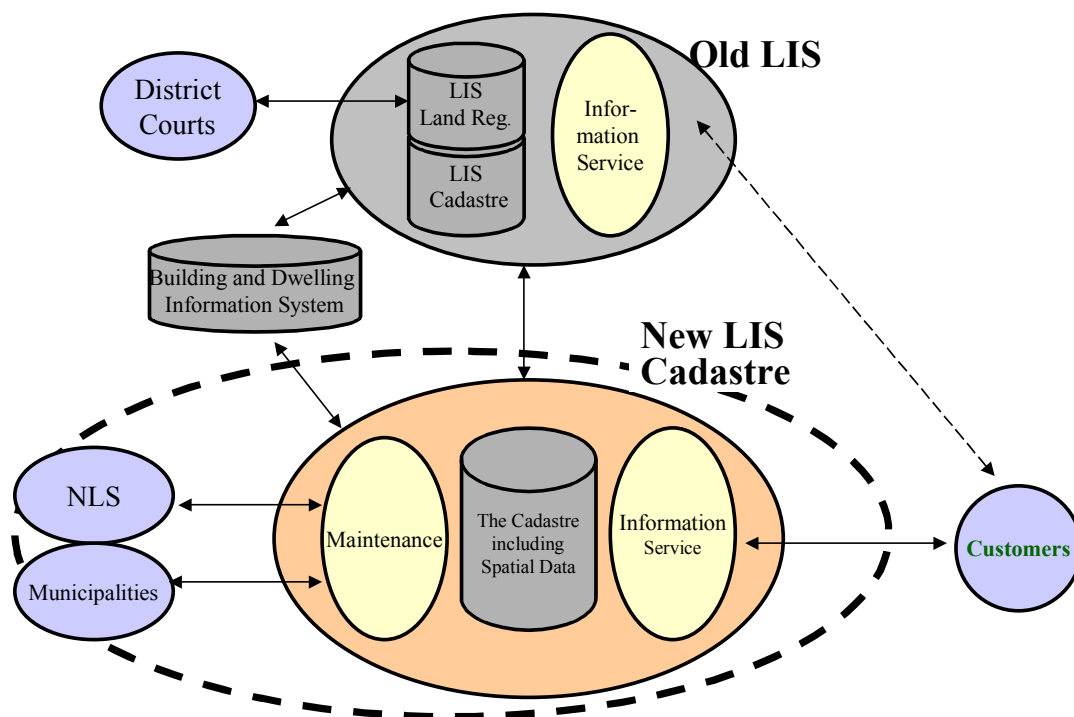 Old LIS
District
Courts
LIS
Land Reg.
LIS
Cadastre
Infor-
mation
Service
Building and Dwelling
Information System
New LIS
Cadastre
NLS
Municipalities
Maintenance
The Cadastre
including
Spatial Data
Information
Service
Customers